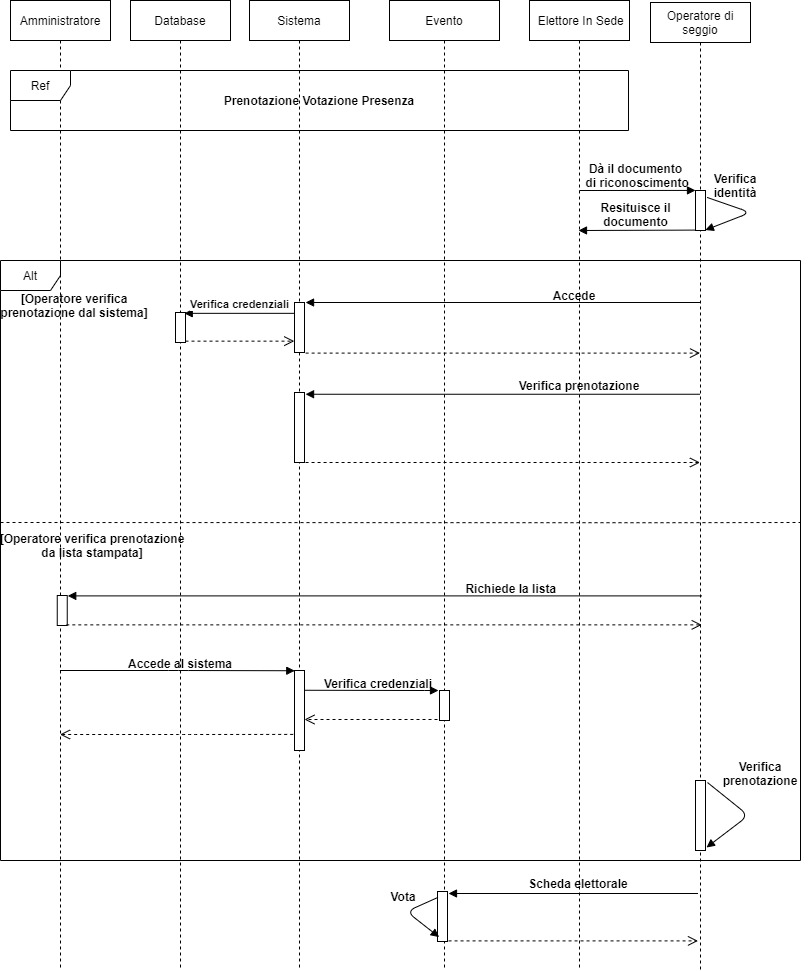 Amministratore
Database
Sistema
Evento
Elettore In Sede
Operatore di
seggio
Ref
Prenotazione Votazione Presenza
Dà il documento
di riconoscimento
Verifica
identità
Resituisce il
documento
Alt
[Operatore verifica
prenotazione dal sistema]
Verifica credenziali
Accede
Verifica prenotazione
[Operatore verifica prenotazione
da lista stampata]
Richiede la lista
Accede al sistema
Verifica credenziali
Verifica
prenotazione
Scheda elettorale
Vota